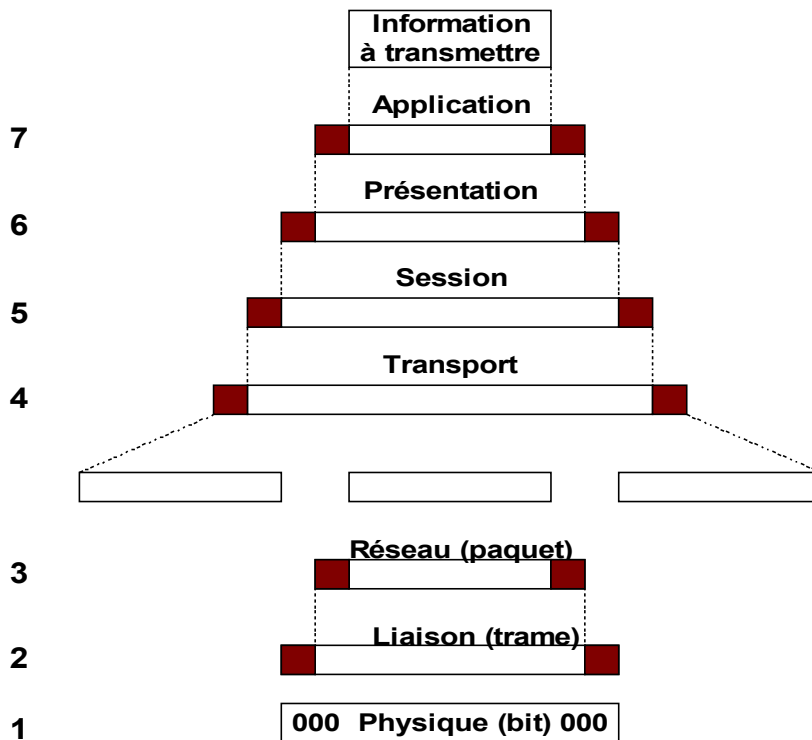 Information
à transmettre
Application
7
Présentation
6
Session
5
Transport
4
Réseau (paquet)
3
Liaison (trame)
2
000 Physique (bit) 000
1